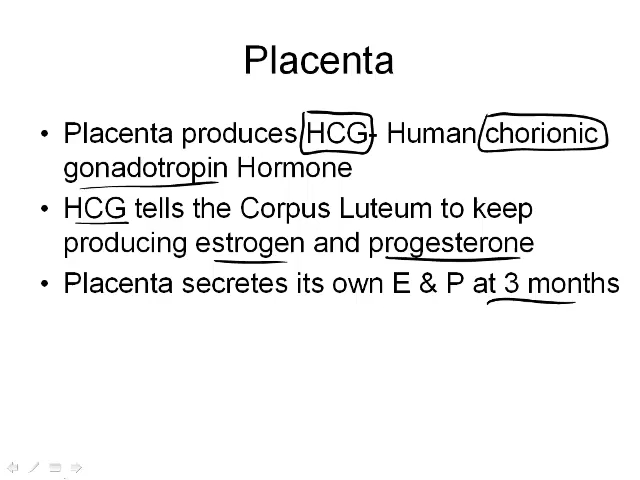 Placenta
• Placenta produces HCG- Human chorionic
gonadotropin Hormone
• HCG tells the Corpus Luteum to keep
producing estrogen and progesterone
• Placenta secretes its own E & P at 3 months